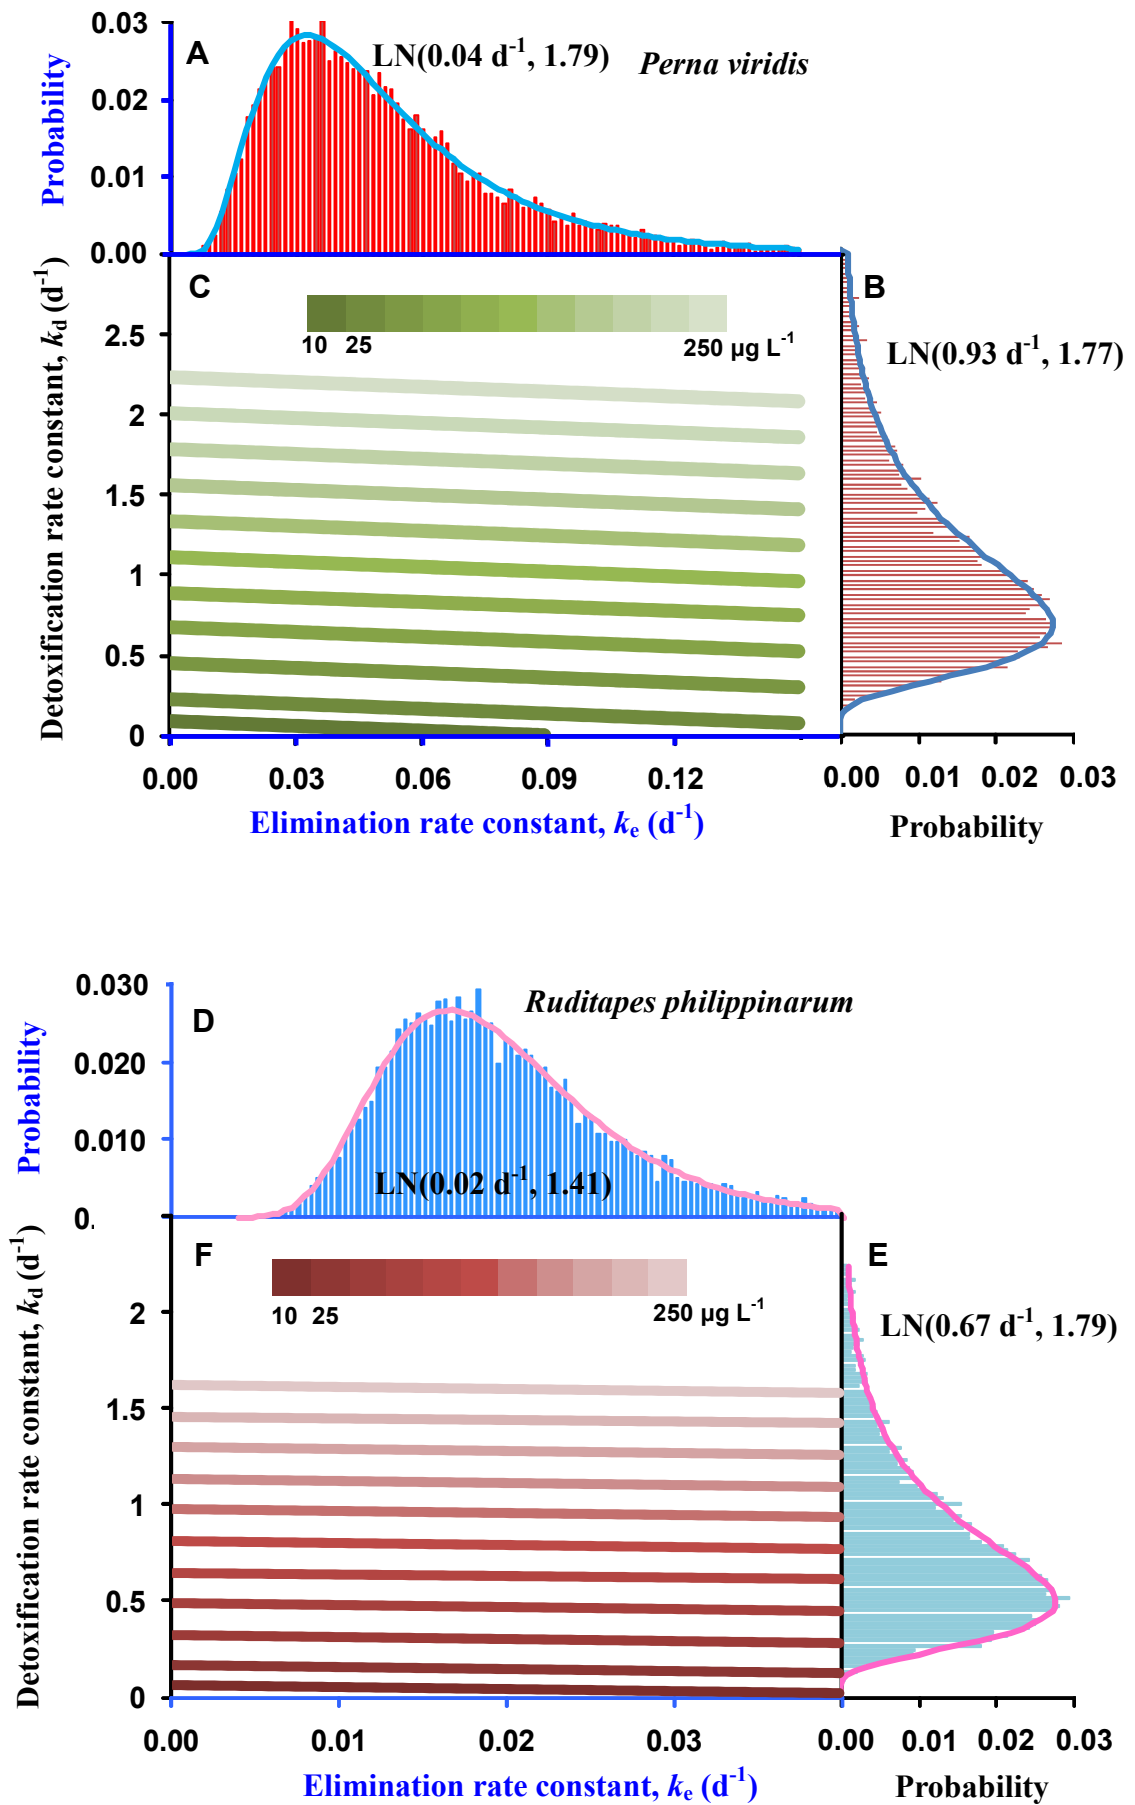 A
LN(0.04 d-1, 1.79)
Perna viridis
Probability
0.03
0.02
0.01
0.00
C
10 25 250 µg L-1
Detoxification rate constant, kd (d-1)
2.5
2
1.5
1
0.5
0
0.00 0.03 0.06 0.09 0.12
Elimination rate constant, ke (d-1)
B
LN(0.93 d-1, 1.77)
0.00 0.01 0.02 0.03
Probability
D
Ruditapes philippinarum
LN(0.02 d-1, 1.41)
Probability
0.030
0.020
0.010
0.
F
10 25 250 µg L-1
Detoxification rate constant, kd (d-1)
2
1.5
1
0.5
0
0.00 0.01 0.02 0.03
Elimination rate constant, ke (d-1)
E
LN(0.67 d-1, 1.79)
0.00 0.01 0.02 0.03
Probability